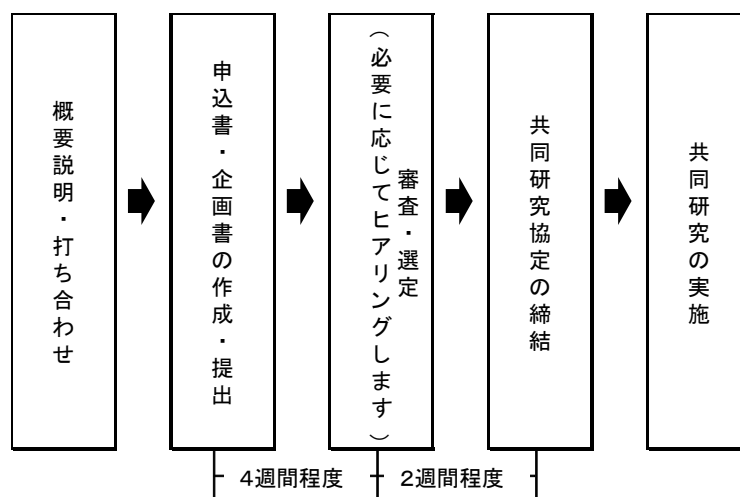 概要説明・打ち合わせ
申込書・企画書の作成・提出
審査・選定
（必要に応じてヒアリングします）
共同研究協定の締結
共同研究の実施
4週間程度
2週間程度